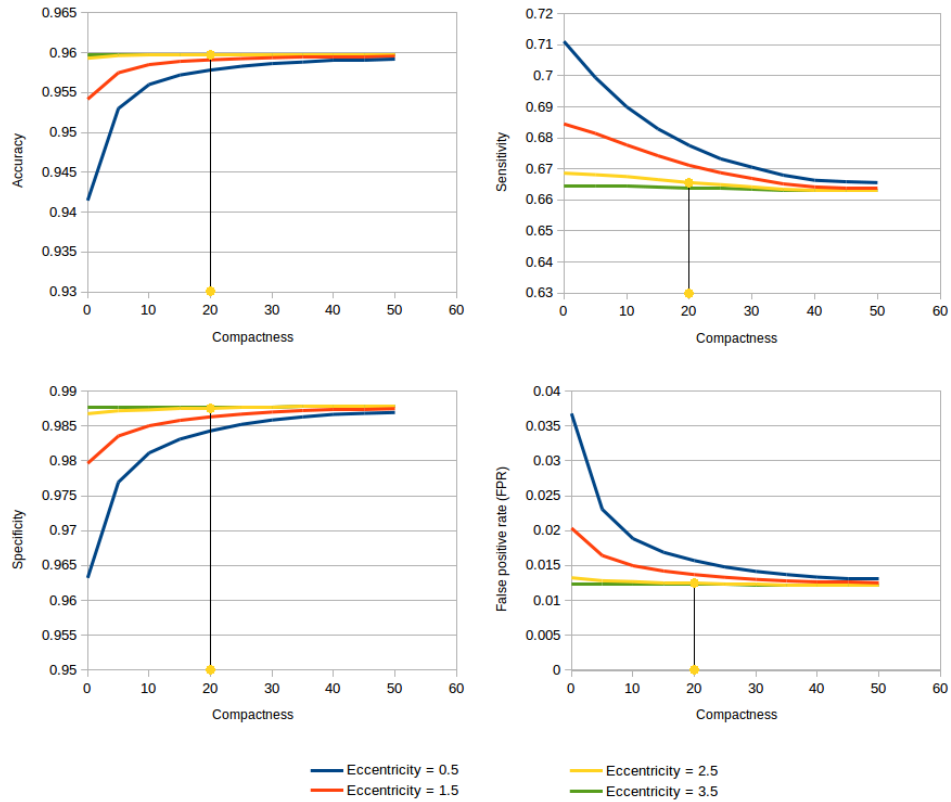 0.965
0.96
0.955
0.95
0.945
0.94
0.935
0.93
0 10 20 30 40 50 60
Accuracy
Compactness
0.72
0.71
0.7
0.69
0.68
0.67
0.66
0.65
0.64
0.63
0 10 20 30 40 50 60
Sensitivity
Compactness
0.99
0.985
0.98
0.975
0.97
0.965
0.96
0.955
0.95
0 10 20 30 40 50 60
Specificity
Compactness
0.04
0.035
0.03
0.025
0.02
0.015
0.01
0.005
0
0 10 20 30 40 50 60
False positive rate (FPR)
Compactness
Eccentricity = 0.5
Eccentricity = 1.5
Eccentricity = 2.5
Eccentricity = 3.5